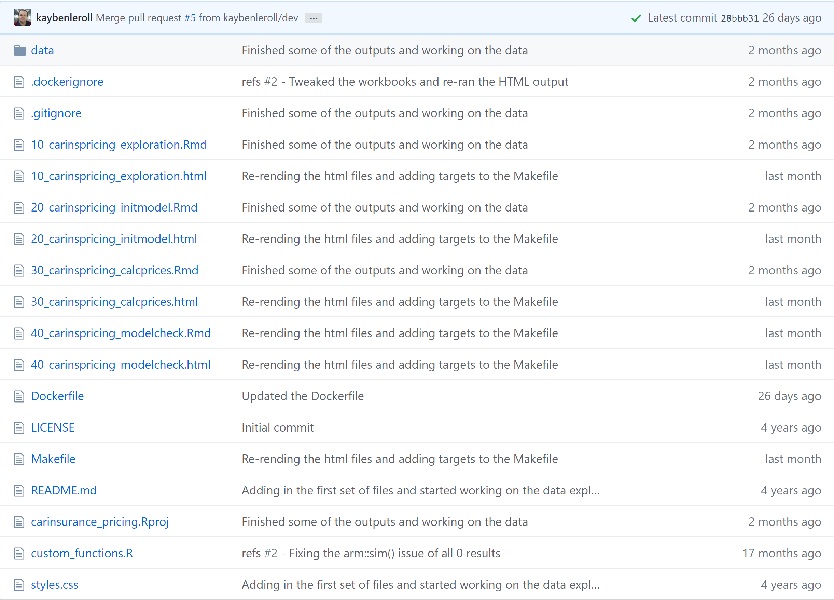 kaybenleroll Merge pull request #5 from kaybenleroll/dev ... Latest commit 28bbb31 26 days ago
data Finished some of the outputs and working on the data 2 months ago
.dockerignore refs #2 - Tweaked the workbooks and re-ran the HTML output 2 months ago
.gitignore Finished some of the outputs and working on the data 2 months ago
10_carinspricing_exploration.Rmd Finished some of the outputs and working on the data 2 months ago
10_carinspricing_exploration.html Re-rending the html files and adding targets to the Makefile last month
20_carinspricing_initmodel.Rmd Finished some of the outputs and working on the data 2 months ago
20_carinspricing_initmodel.html Re-rending the html files and adding targets to the Makefile last month
30_carinspricing_calcprices.Rmd Finished some of the outputs and working on the data 2 months ago
30_carinspricing_calcprices.html Re-rending the html files and adding targets to the Makefile last month
40_carinspricing_modelcheck.Rmd Re-rending the html files and adding targets to the Makefile last month
40_carinspricing_modelcheck.html Re-rending the html files and adding targets to the Makefile last month
Dockerfile Updated the Dockerfile 26 days ago
LICENSE Initial commit 4 years ago
Makefile Re-rending the html files and adding targets to the Makefile last month
README.md Adding in the first set of files and started working on the data expl... 4 years ago
carinsurance_pricing.Rproj Finished some of the outputs and working on the data 2 months ago
custom_functions.R refs #2 - Fixing the arm::sim() issue of all 0 results 17 months ago
styles.css Adding in the first set of files and started working on the data expl... 4 years ago